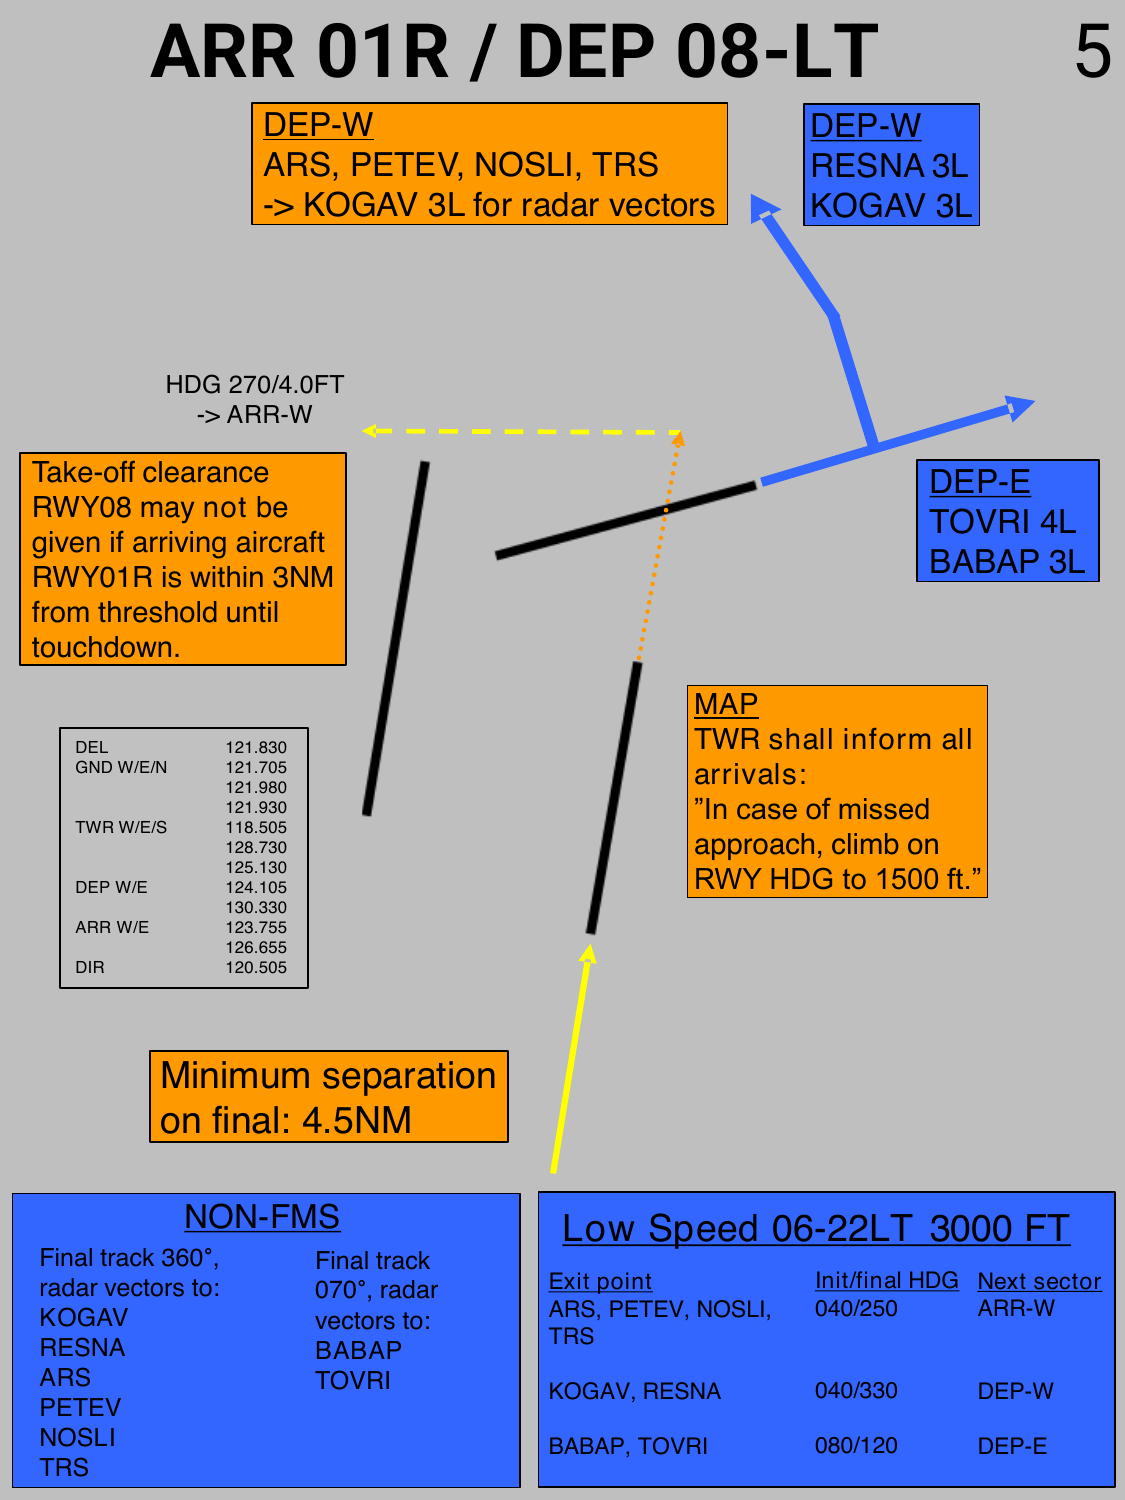 ARR 01R / DEP 08-LT
5
DEP-W
ARS, PETEV, NOSLI, TRS
-> KOGAV 3L for radar vectors
DEP-W
RESNA 3L
KOGAV 3L
HDG 270/4.0FT
-> ARR-W
Take-off clearance
RWY08 may not be
given if arriving aircraft
RWY01R is within 3NM
from threshold until
touchdown.
DEP-E
TOVRI 4L
BABAP 3L
MAP
TWR shall inform all
arrivals:
”In case of missed
approach, climb on
RWY HDG to 1500 ft.”
DEL 121.830
GND W/E/N 121.705
121.980
121.930
TWR W/E/S 118.505
128.730
125.130
DEP W/E 124.105
130.330
ARR W/E 123.755
126.655
DIR 120.505
Minimum separation
on final: 4.5NM
NON-FMS
Final track 360°,
radar vectors to:
KOGAV
RESNA
ARS
PETEV
NOSLI
TRS
Final track
070°, radar
vectors to:
BABAP
TOVRI
Low Speed 06-22LT 3000 FT
Exit point Init/final HDG Next sector
ARS, PETEV, NOSLI, 040/250 ARR-W
TRS
KOGAV, RESNA 040/330 DEP-W
BABAP, TOVRI 080/120 DEP-E